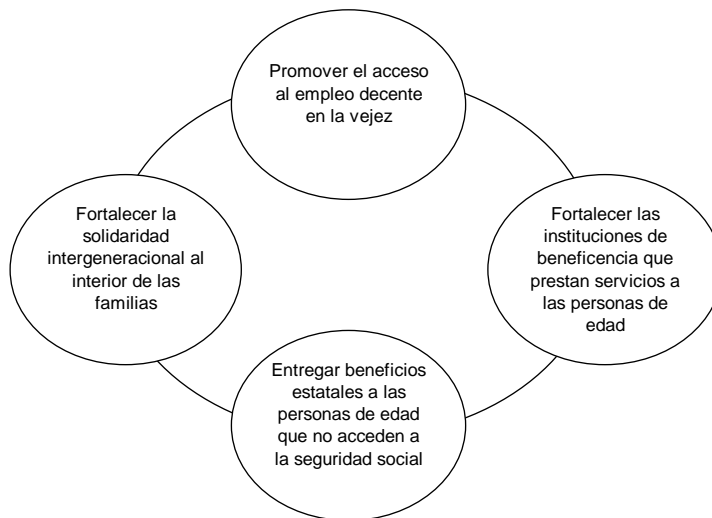 Promover el acceso
al empleo decente
en la vejez
Fortalecer la
solidaridad
intergeneracional al
interior de las
familias
Fortalecer las
instituciones de
beneficencia que
prestan servicios a
las personas de
edad
Entregar beneficios
estatales a las
personas de edad
que no acceden a
la seguridad social